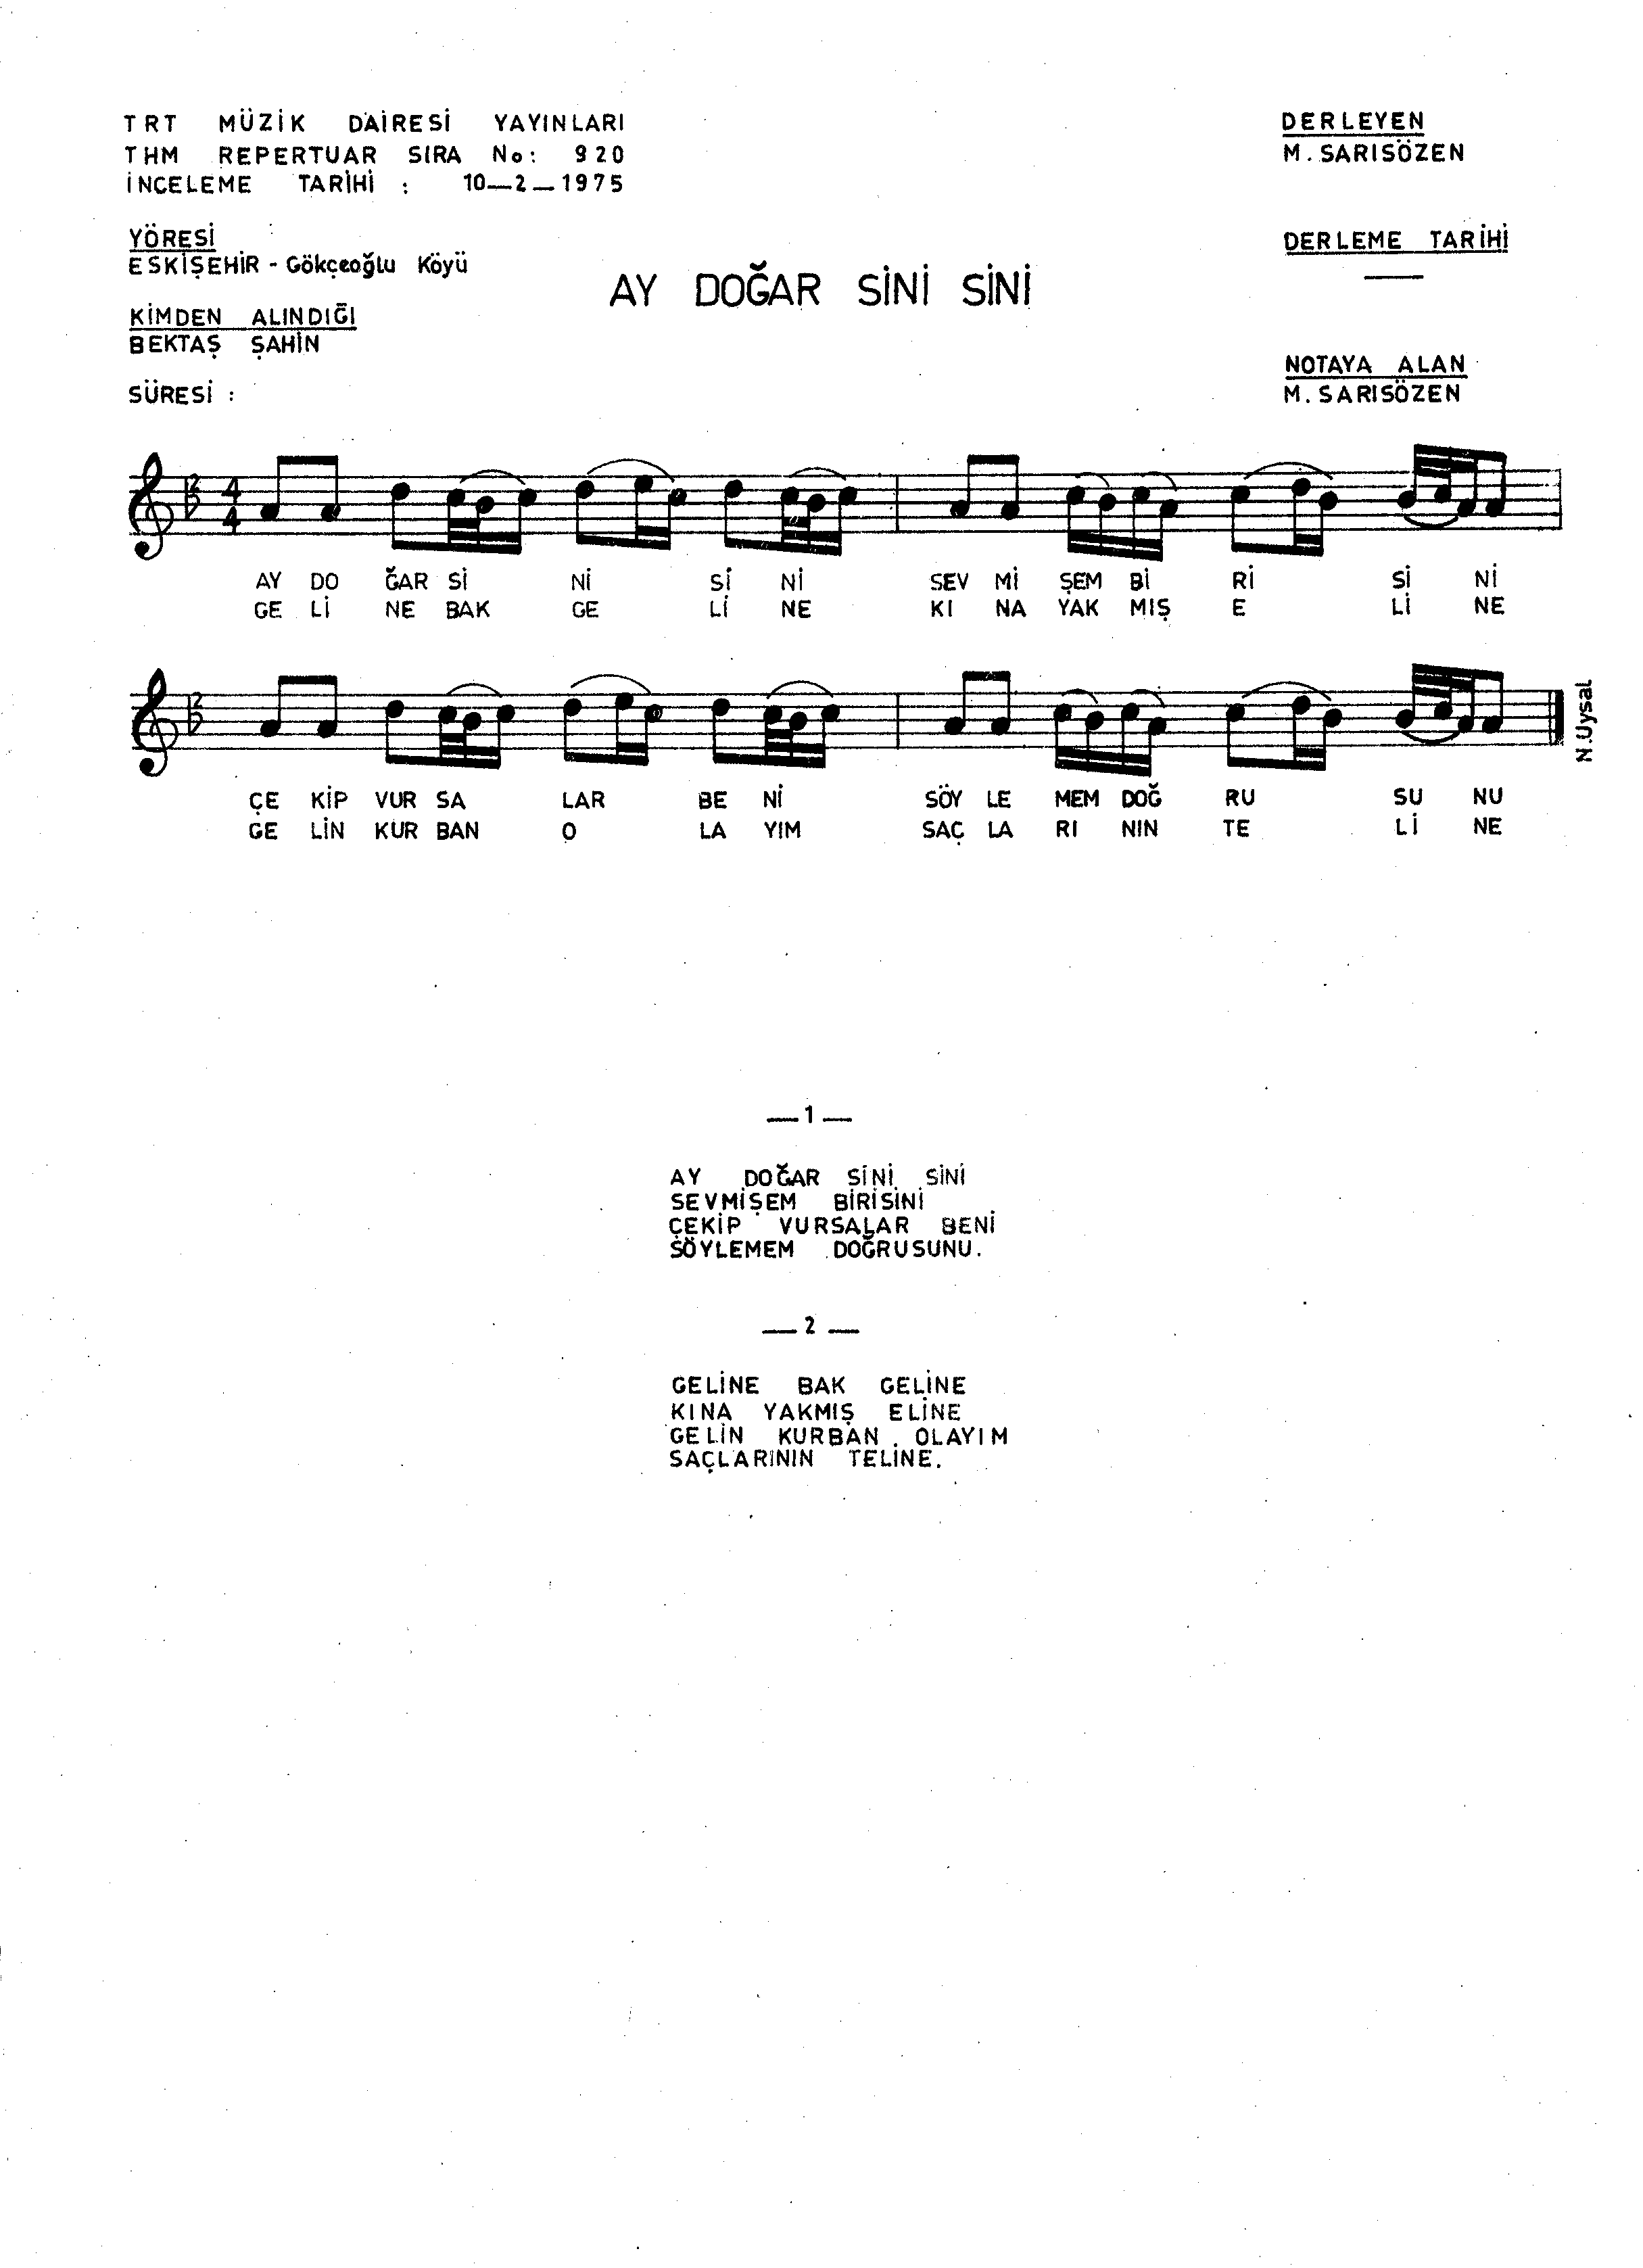 TRT MÜZİK DAİRESİ YAYINLARI
THM REPERTUAR SIRA No: 920
İNCELEME TARİHİ : 10—2—1975
DERLEYEN
M. SARISÖZEN
YÖRESİ
ESKİŞEHİR - Gökçeoğlu Köyü
DERLEME TARİHİ
—
AY DOĞAR SİNİ SİNİ
KİMDEN ALINDIĞI
BEKTAŞ ŞAHİN
NOTAYA ALAN
M. SARISÖZEN
SÜRESİ :
4
4
AY DO ĞAR Sİ Nİ Sİ Nİ SEV Mİ ŞEM Bİ Rİ Sİ Nİ
GE Lİ NE BAK GE Lİ NE KI NA YAK MIŞ E Lİ NE
N.Uysal
ÇE KİP VUR SA LAR BE Nİ SÖY LE MEM DOĞ RU SU NU
GE LİN KUR BAN O LA YIM SAÇ LA RI NIN TE Lİ NE
— 1 —
AY DOĞAR SİNİ SİNİ
SEVMİŞEM BİRİSİNİ
ÇEKİP VURSALAR BENİ
SÖYLEMEM DOĞRUSUNU.
— 2 —
GELİNE BAK GELİNE
KINA YAKMIŞ ELİNE
GELİN KURBAN OLAYIM
SAÇLARININ TELİNE.